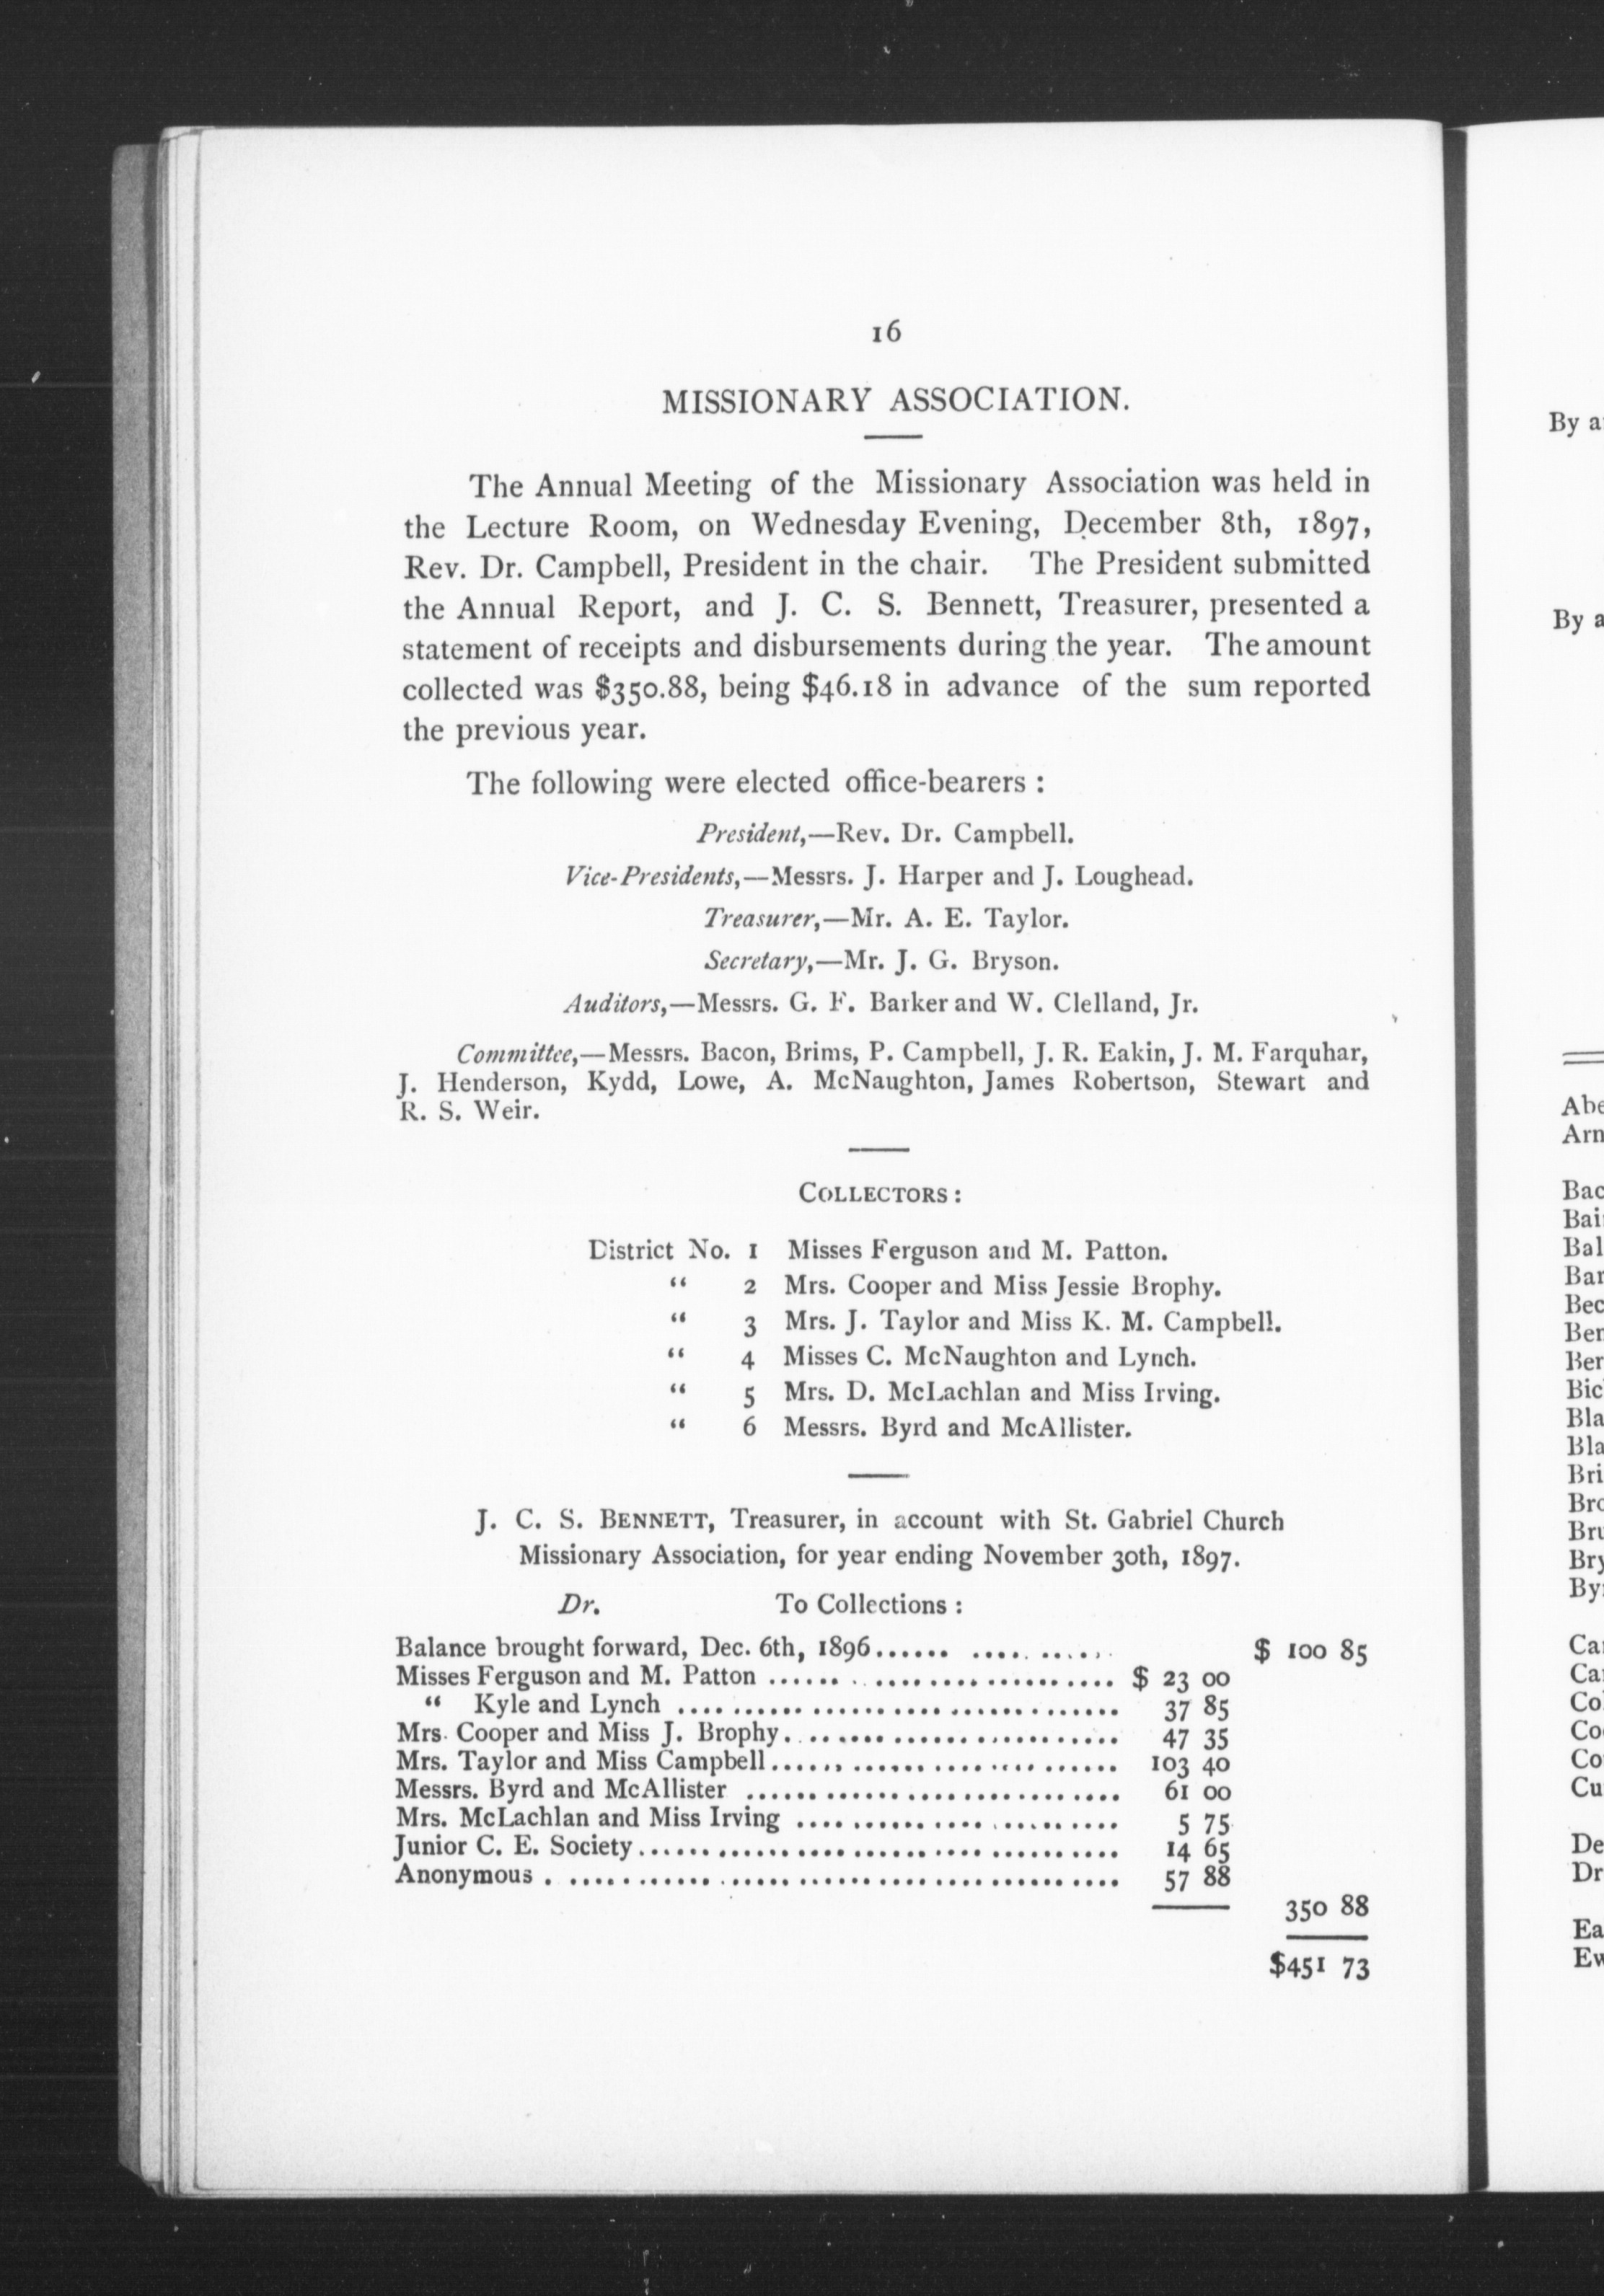 16
MISSIONARY ASSOCIATION.
The Annual Meeting of the Missionary Association was held in
the Lecture Room, on Wednesday Evening, December 8th, 1897,
Rev. Dr. Campbell, President in the chair. The President submitted
the Annual Report, and J. C. S. Bennett, Treasurer, presented a
statement of receipts and disbursements during the year. The amount
collected was $350.88, being $46.18 in advance of the sum reported
the previous year.
The following were elected office-bearers :
President,—Rev. Dr. Campbell.
Vice-Presidents,—Messrs. J. Harper and J. Loughead.
Treasurer,—Mr. A. E. Taylor.
Secretary,—Mr. J. G. Bryson.
Auditors,—Messrs. G. F. Barker and W. Clelland, Jr.
Committee,—Messrs. Bacon, Brims, P. Campbell, J. R. Eakin, J. M. Farquhar,
J. Henderson, Kydd, Lowe, A. McNaughton, James Robertson, Stewart and
R. S. Weir.
COLLECTORS :
District No. 1 Misses Ferguson and M. Patton.
“ 2 Mrs. Cooper and Miss Jessie Brophy.
“ 3 Mrs. J. Taylor and Miss K. M. Campbell.
“ 4 Misses C. McNaughton and Lynch.
“ 5 Mrs. D. McLachlan and Miss Irving.
“ 6 Messrs. Byrd and McAllister.
J. C. S. BENNETT, Treasurer, in account with St. Gabriel Church
Missionary Association, for year ending November 30th, 1897.
Dr. To Collections :
Balance brought forward, Dec. 6th, 1896...... .......... $ 100 85
Misses Ferguson and M. Patton ........................ $ 23 00
“ Kyle and Lynch ................................ 37 85
Mrs. Cooper and Miss J. Brophy......................... 47 35
Mrs. Taylor and Miss Campbell.......................... 103 40
Messrs. Byrd and McAllister ............................ 61 00
Mrs. McLachlan and Miss Irving ........................ 5 75
Junior C. E. Society.................................... 14 65
Anonymous . .......................................... 57 88
350 88
$451 73
By a
By a